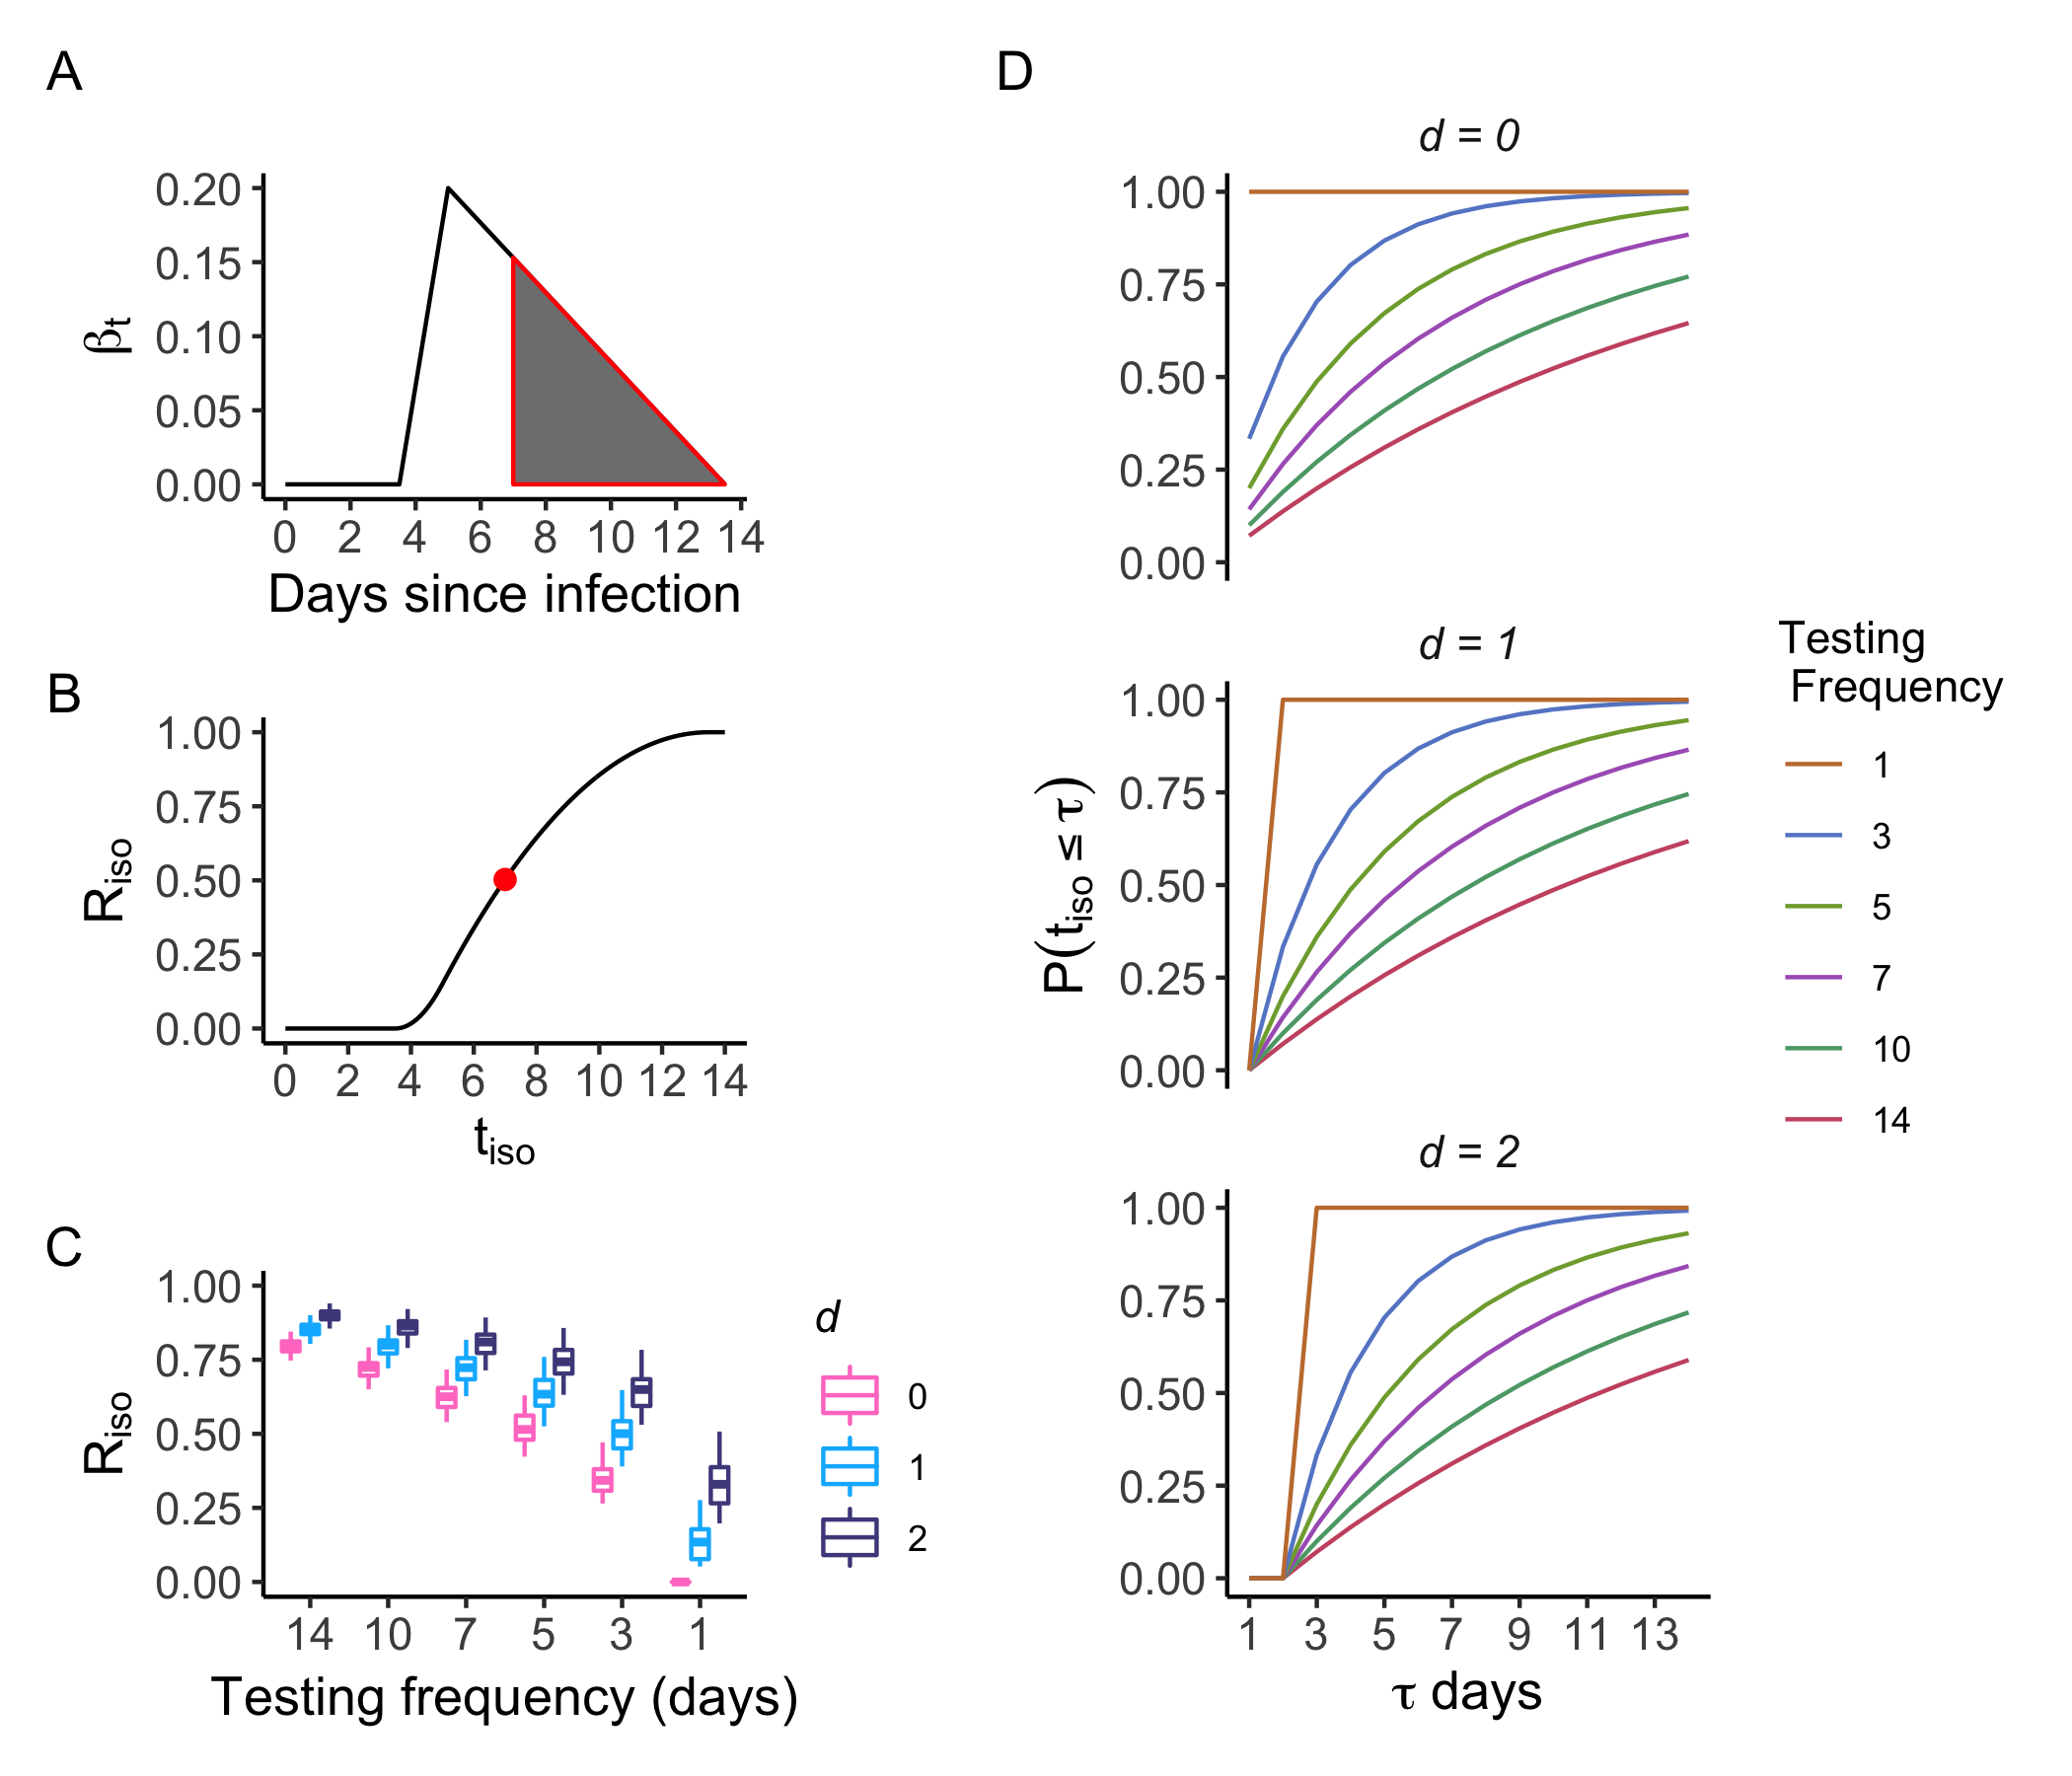 A
0.20
0.15
0.10
0.05
0.00
βt
0 2 4 6 8 10 12 14
Days since infection
B
1.00
0.75
0.50
0.25
0.00
Riso
0 2 4 6 8 10 12 14
tiso
C
1.00
0.75
0.50
0.25
0.00
Riso
14 10 7 5 3 1
Testing frequency (days)
d
0
1
2
D
d = 0
1.00
0.75
0.50
0.25
0.00
d = 1
1.00
0.75
0.50
0.25
0.00
P(tiso ≤ τ)
d = 2
1.00
0.75
0.50
0.25
0.00
1 3 5 7 9 11 13
τ days
Testing
Frequency
1
3
5
7
10
14